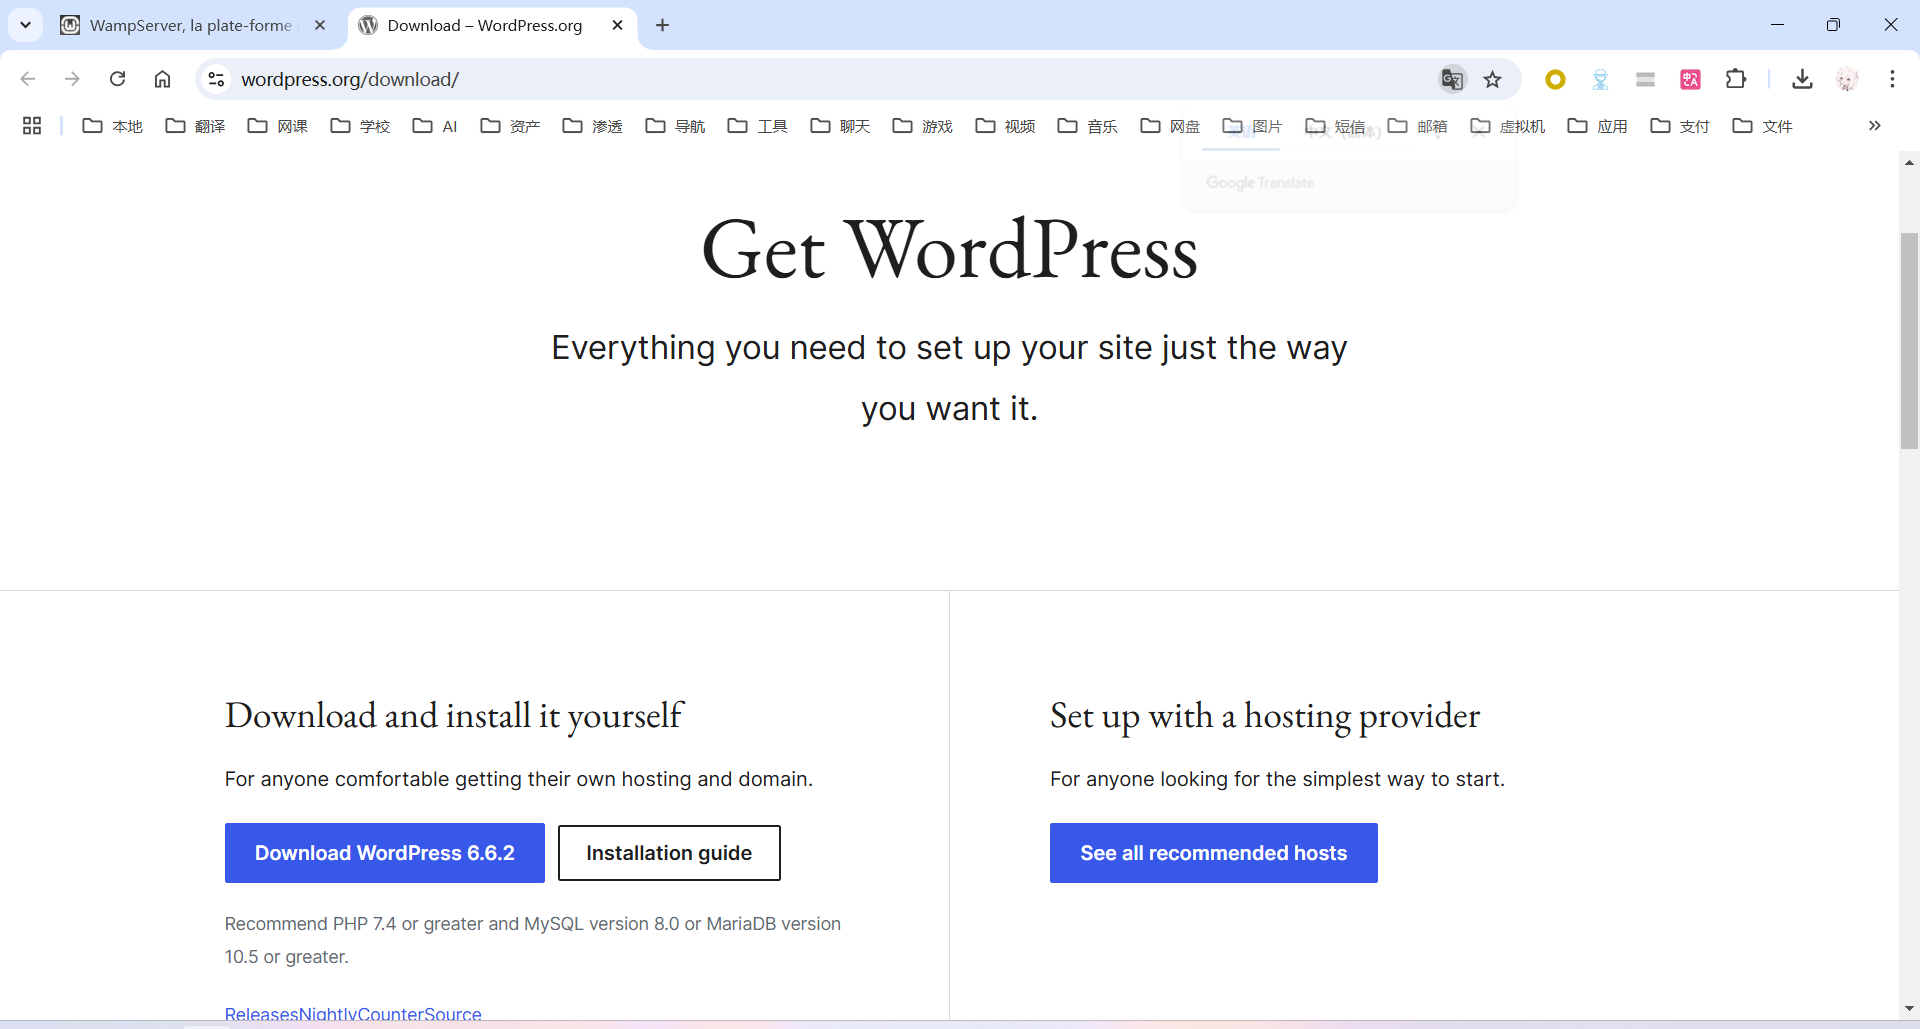 WampServer, la plate-forme
Download – WordPress.org
wordpress.org/download/
本地
翻译
网课
学校
AI
资产
渗透
导航
工具
聊天
游戏
视频
音乐
网盘
图片
短信
邮箱
虚拟机
应用
支付
文件
Google Translate
Get WordPress
Everything you need to set up your site just the way
you want it.
Download and install it yourself
For anyone comfortable getting their own hosting and domain.
Download WordPress 6.6.2
Installation guide
Recommend PHP 7.4 or greater and MySQL version 8.0 or MariaDB version
10.5 or greater.
ReleasesNightlyCounterSource
Set up with a hosting provider
For anyone looking for the simplest way to start.
See all recommended hosts